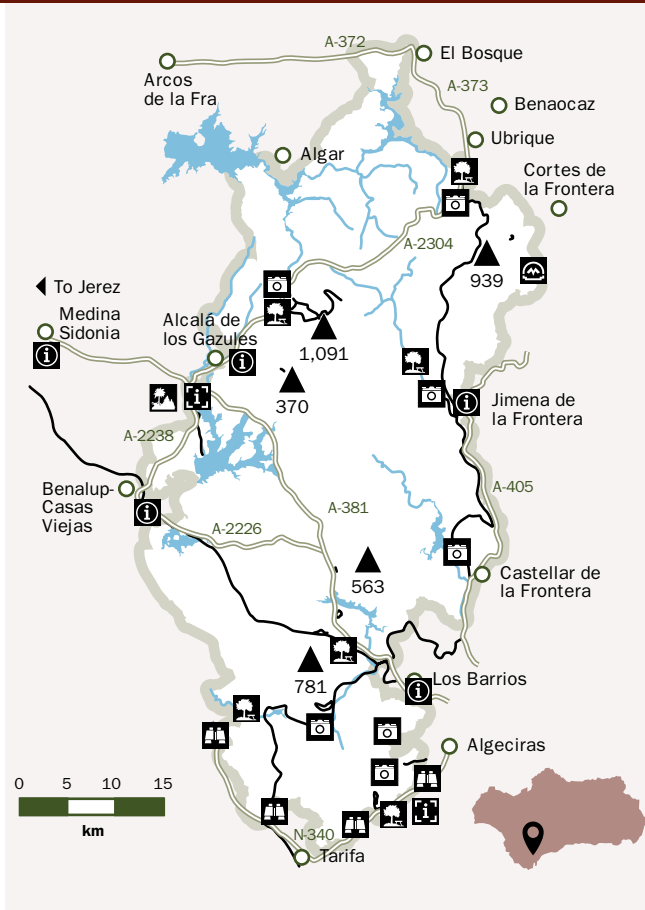 A-372
El Bosque
Arcos
de la Fra
A-373
Benaocaz
Ubrique
Algar
Cortes de
la Frontera
A-2304
939
To Jerez
Medina
Sidonia
Alcalá de
los Gazules
1,091
370
Jimena de
la Frontera
A-2238
A-405
Benalup-
Casas
Viejas
A-381
A-2226
563
Castellar de
la Frontera
781
Los Barrios
Algeciras
0 5 10 15
km
N-340
Tarifa